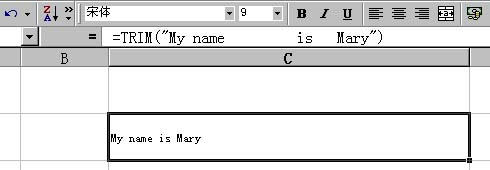 宋体 9 B I U
= =TRIM("My name          is   Mary")
B C
My name is Mary